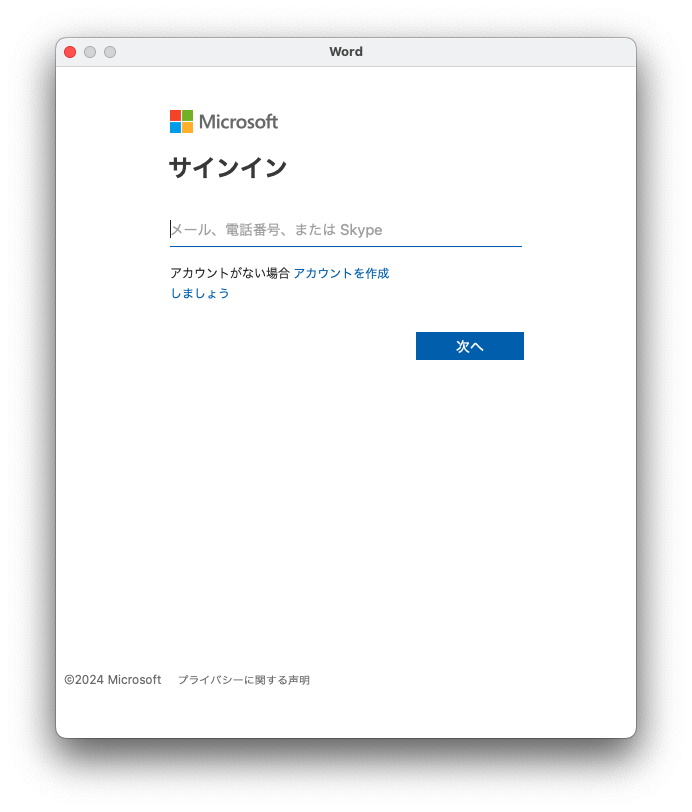 Word
Microsoft
サインイン
メール、電話番号、または Skype
アカウントがない場合 アカウントを作成
しましょう
次へ
©2024 Microsoft プライバシーに関する声明